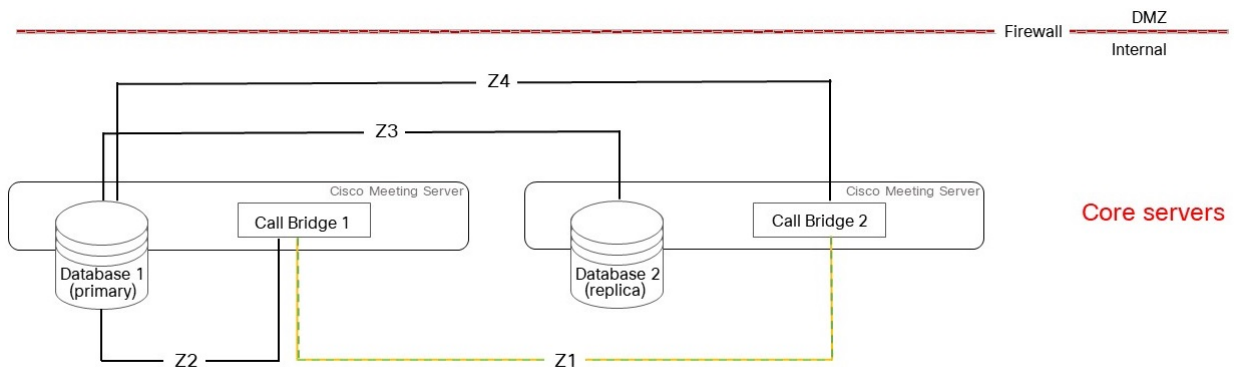 DMZ
Firewall
Internal
Z4
Z3
Cisco Meeting Server
Cisco Meeting Server
Call Bridge 1
Call Bridge 2
Core servers
Database 1
(primary)
Database 2
(replica)
Z2
Z1